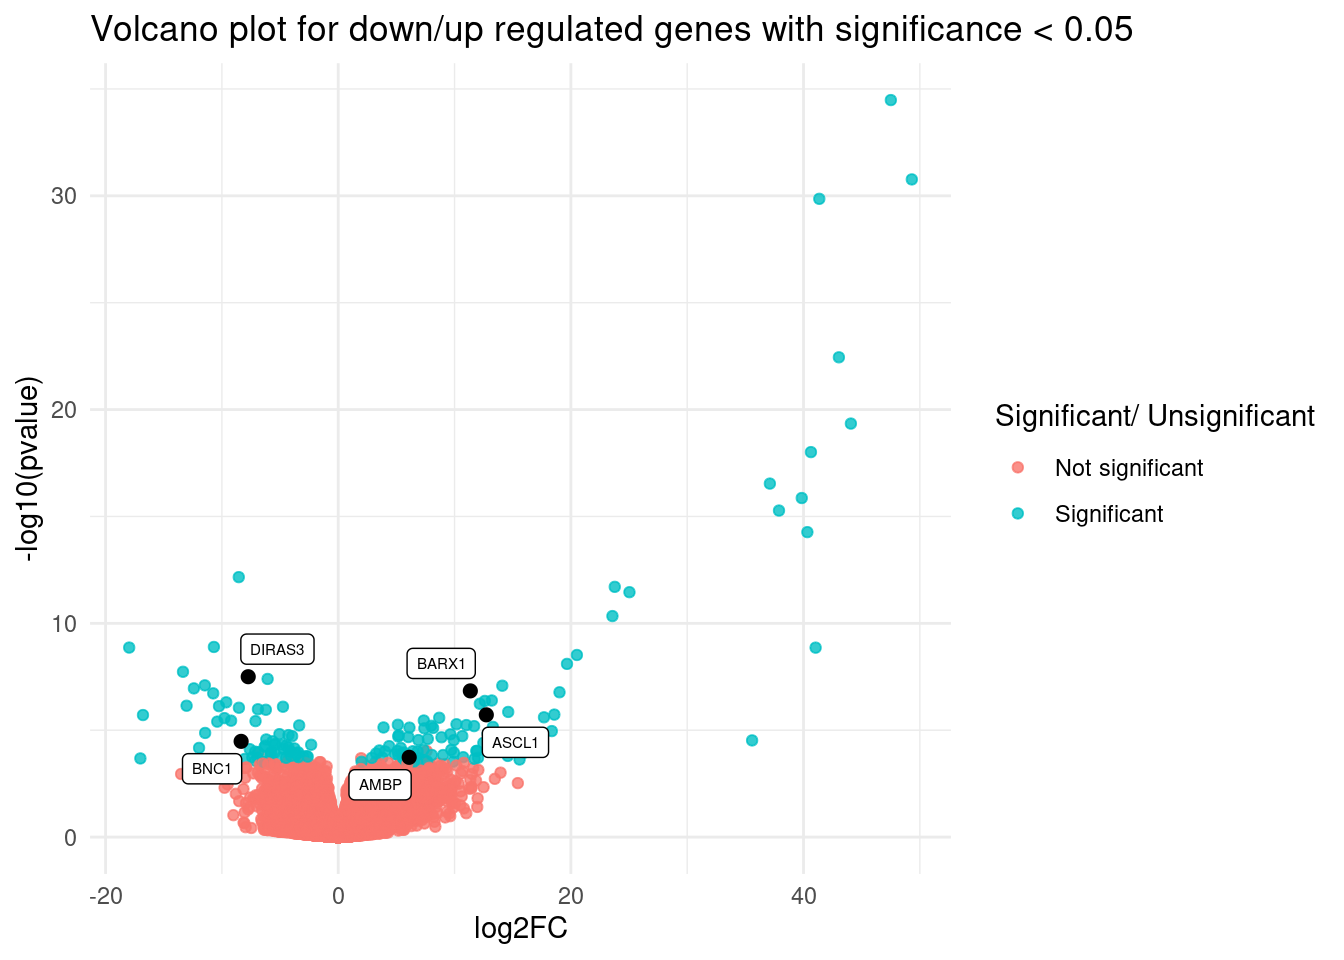 Volcano plot for down/up regulated genes with significance < 0.05
-log10(pvalue)
30
20
10
0
DIRAS3
BARX1
ASCL1
BNC1
AMBP
-20
0
20
40
log2FC
Significant/ Unsignificant
Not significant
Significant